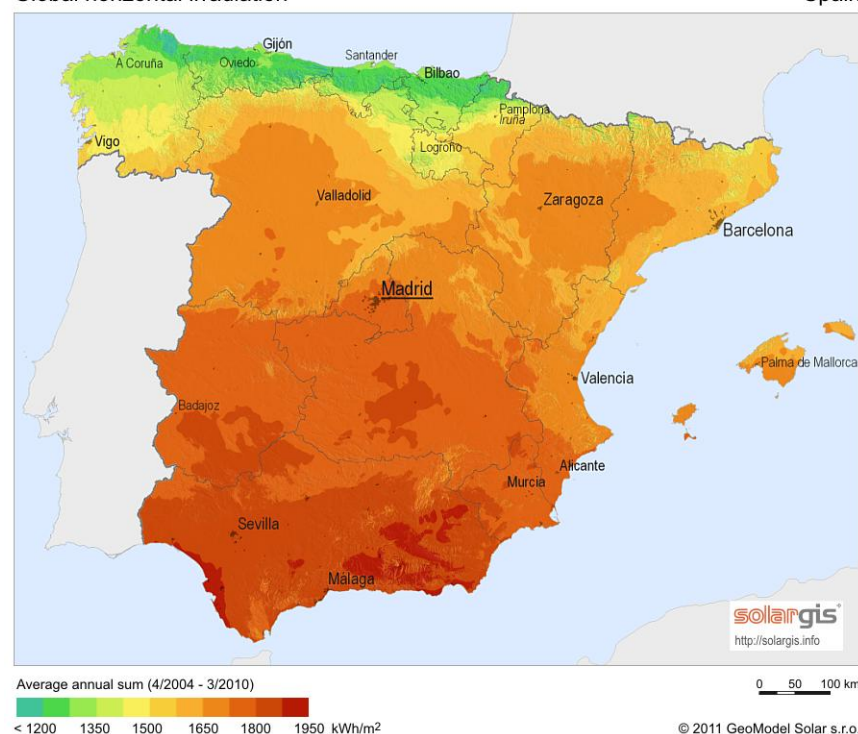 Global horizontal irradiation Spain
Gijón
A Coruña
Oviedo
Santander
Bilbao
Pamplona
Iruña
Vigo
Logroño
Valladolid
Zaragoza
Barcelona
Madrid
Palma de Mallorca
Valencia
Badajoz
Alicante
Murcia
Sevilla
Málaga
solargis
http://solargis.info
Average annual sum (4/2004 - 3/2010)
0 50 100 km
< 1200 1350 1500 1650 1800 1950 kWh/m²
© 2011 GeoModel Solar s.r.o.